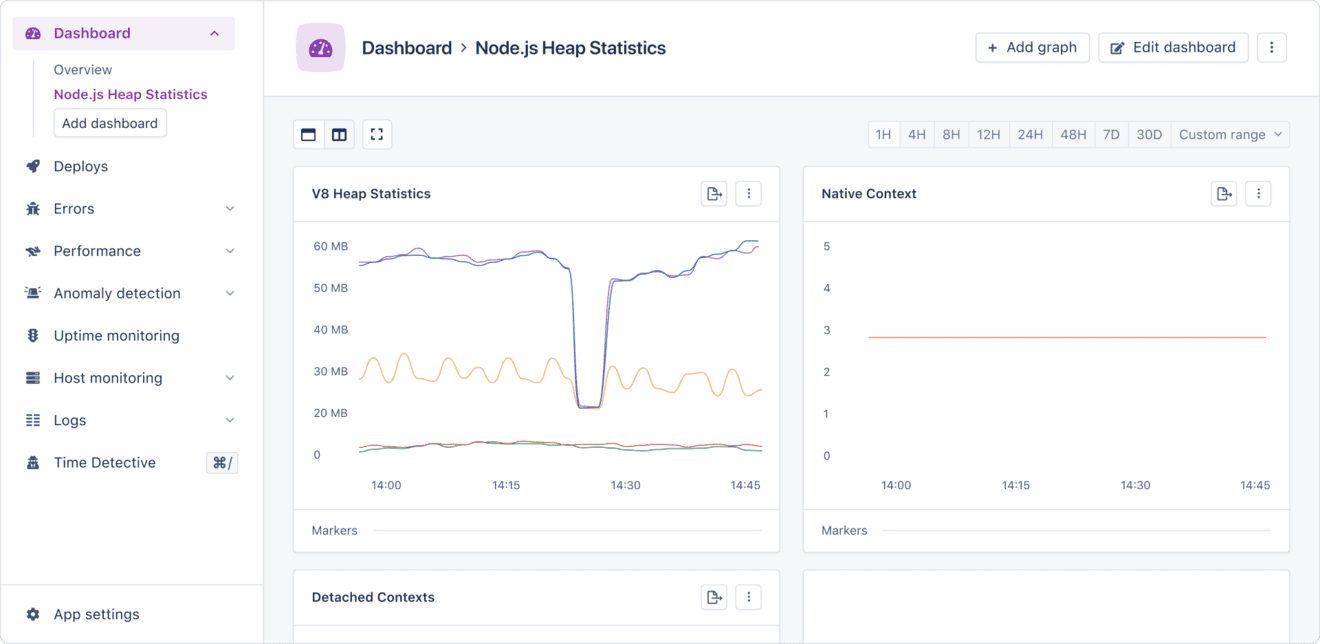 Dashboard
Overview
Node.js Heap Statistics
Add dashboard
Deploys
Errors
Performance
Anomaly detection
Uptime monitoring
Host monitoring
Logs
Time Detective ⌘/
App settings
Dashboard > Node.js Heap Statistics
+ Add graph Edit dashboard
1H 4H 8H 12H 24H 48H 7D 30D Custom range
V8 Heap Statistics
60 MB
50 MB
40 MB
30 MB
20 MB
0
14:00 14:15 14:30 14:45
Markers
Native Context
5
4
3
2
1
0
14:00 14:15 14:30 14:45
Markers
Detached Contexts